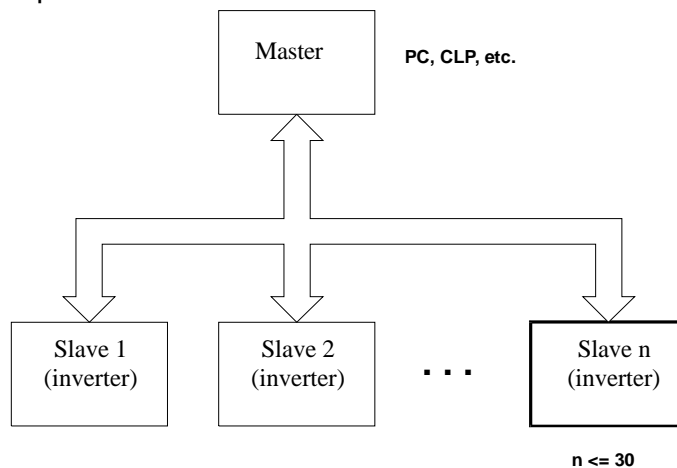 Master
PC, CLP, etc.
Slave 1
(inverter)
Slave 2
(inverter)
. . .
Slave n
(inverter)
n <= 30